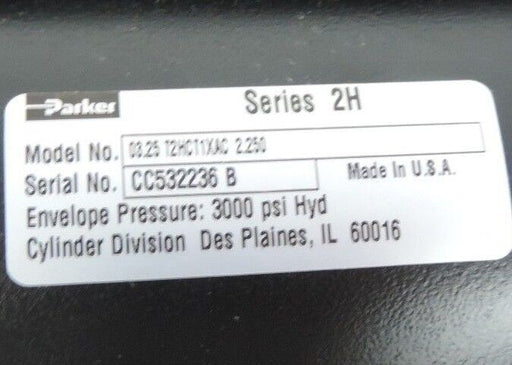 Parker
Series 2H
Model No. 03.25 T2HCT1XAC 2.250
Serial No. CC532236 B Made In U.S.A.
Envelope Pressure: 3000 psi Hyd
Cylinder Division Des Plaines, IL 60016